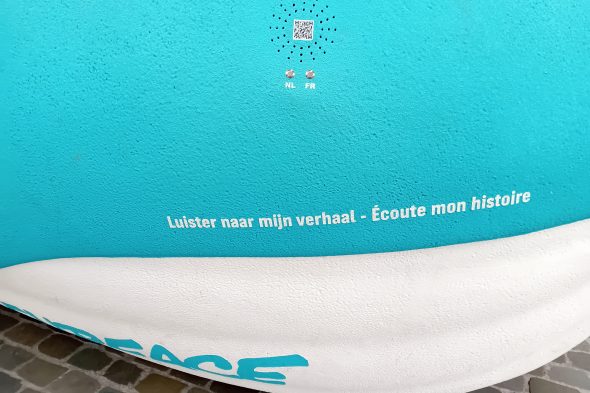 NL FR
Luister naar mijn verhaal - Écoute mon histoire